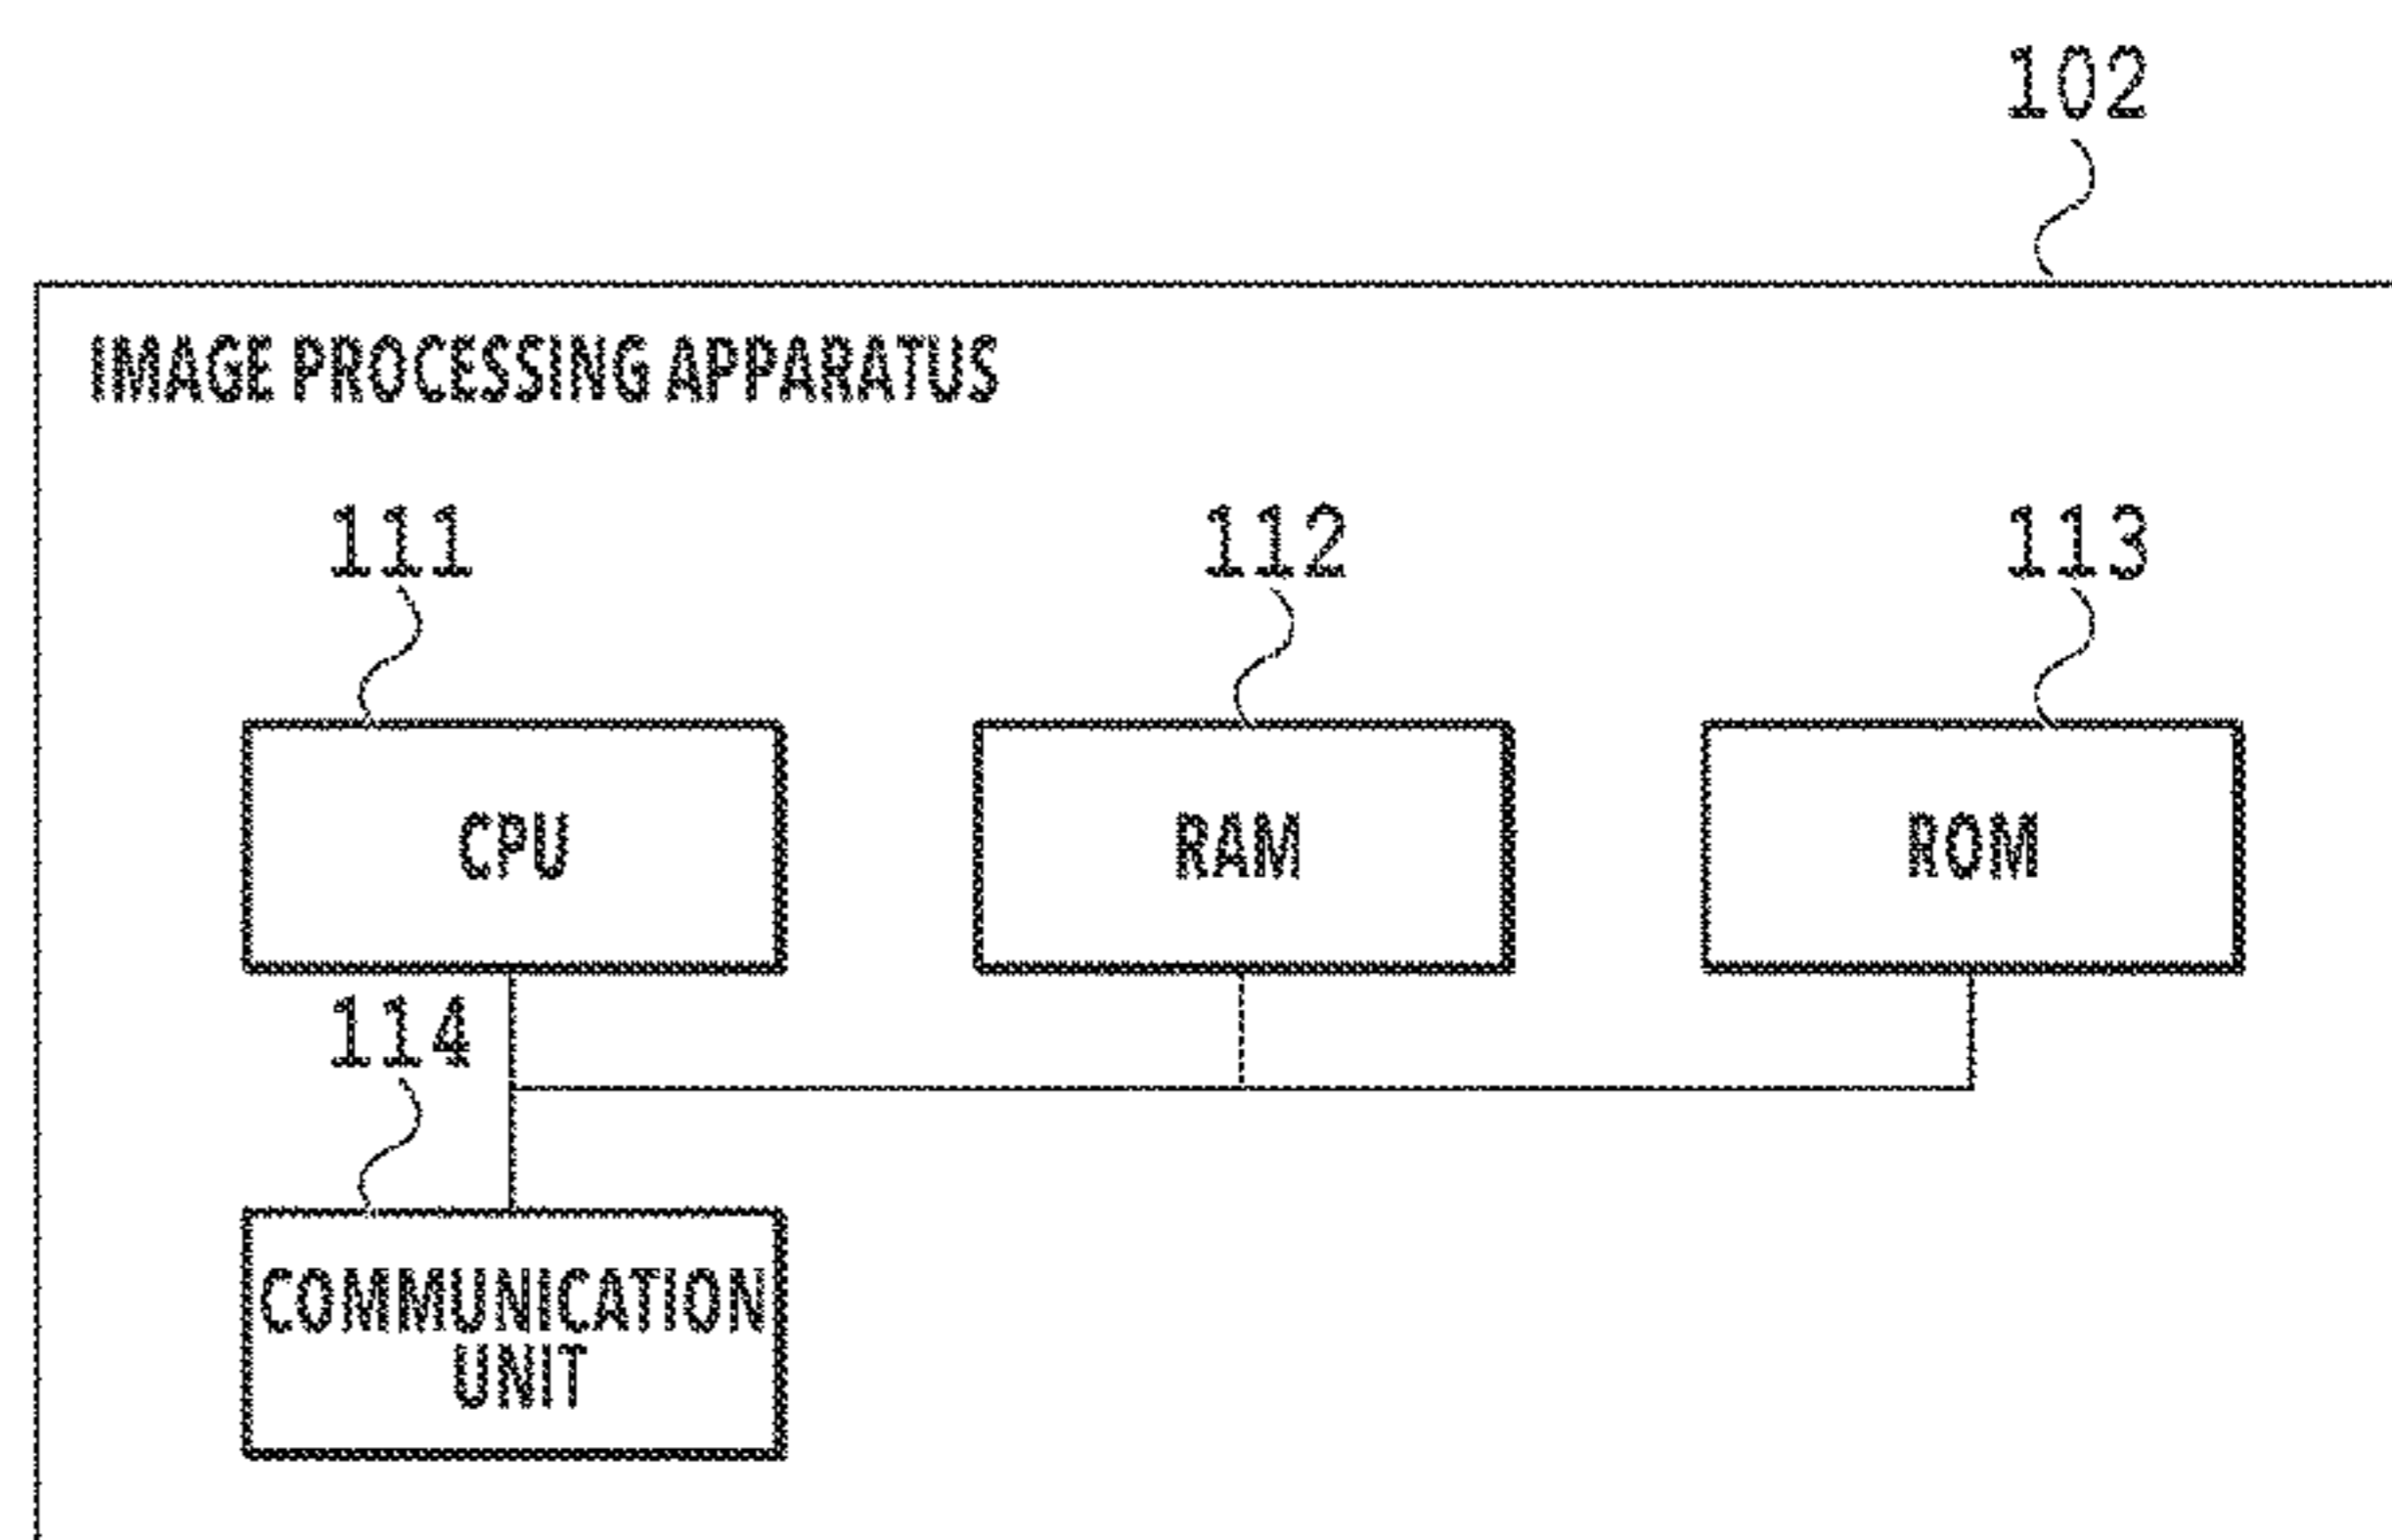 102
IMAGE PROCESSING APPARATUS
111
112
113
CPU
RAM
ROM
114
COMMUNICATION
UNIT